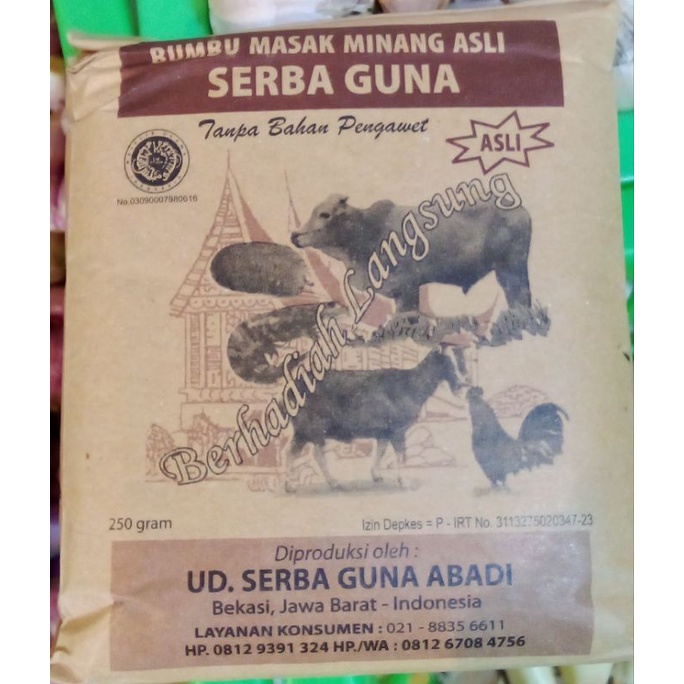 BUMBU MASAK MINANG ASLI
SERBA GUNA
Tanpa Bahan Pengawet
ASLI
No.03090007980616
Berhadiah Langsung
250 gram
Izin Depkes = P - IRT No. 3113275020347-23
Diproduksi oleh :
UD. SERBA GUNA ABADI
Bekasi, Jawa Barat - Indonesia
LAYANAN KONSUMEN : 021 - 8835 6611
HP. 0812 9391 324 HP./WA : 0812 6708 4756